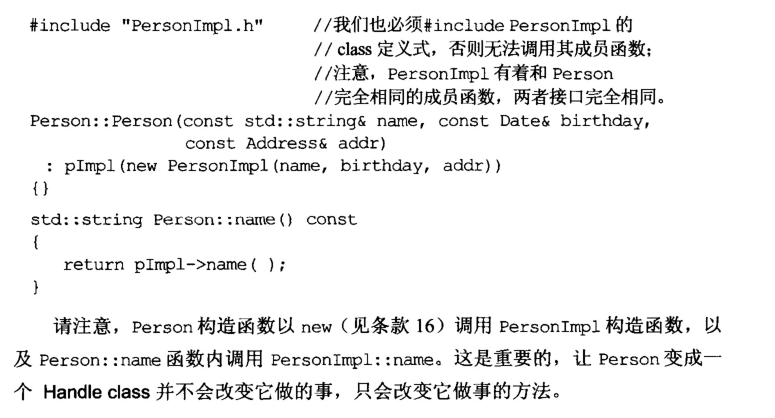 #include "PersonImpl.h" //我们也必须#include PersonImpl 的
// class 定义式，否则无法调用其成员函数；
//注意，PersonImpl 有着和 Person
//完全相同的成员函数，两者接口完全相同。
Person::Person(const std::string& name, const Date& birthday,
const Address& addr)
: pImpl(new PersonImpl(name, birthday, addr))
{}
std::string Person::name() const
{
return pImpl->name( );
}
请注意，Person 构造函数以 new（见条款 16）调用 PersonImpl 构造函数，以
及 Person::name 函数内调用 PersonImpl::name。这是重要的，让 Person 变成一
个 Handle class 并不会改变它做的事，只会改变它做事的方法。